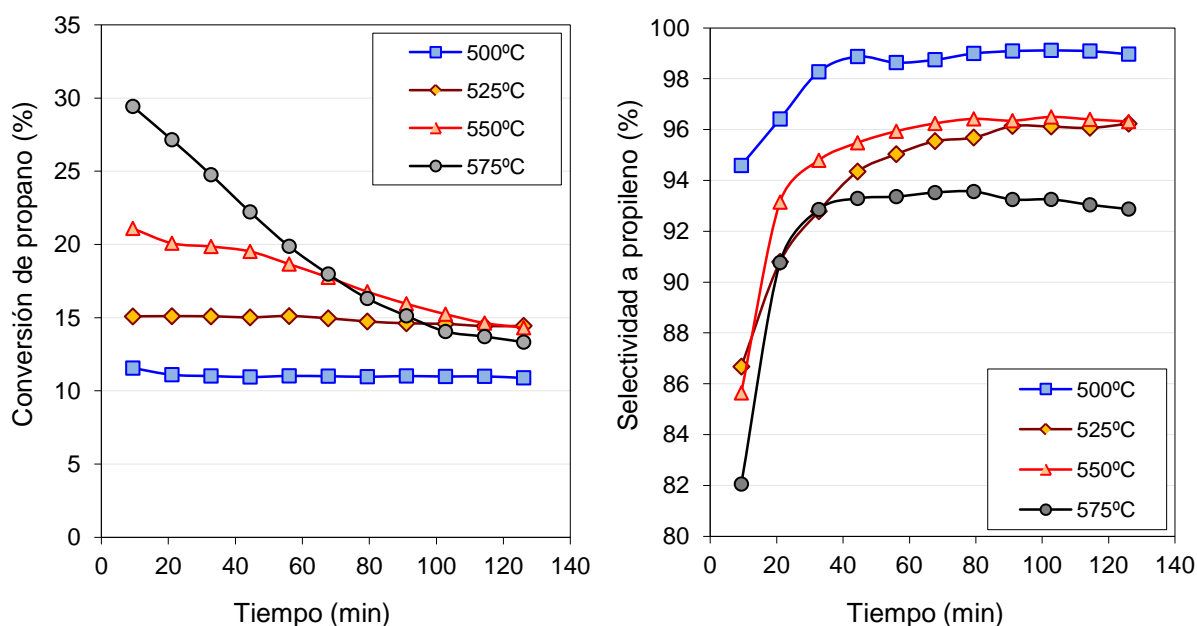 Conversión de propano (%)
35
30
25
20
15
10
5
0
0 20 40 60 80 100 120 140
Tiempo (min)
500ºC
525ºC
550ºC
575ºC
Selectividad a propileno (%)
100
98
96
94
92
90
88
86
84
82
80
0 20 40 60 80 100 120 140
Tiempo (min)
500ºC
525ºC
550ºC
575ºC